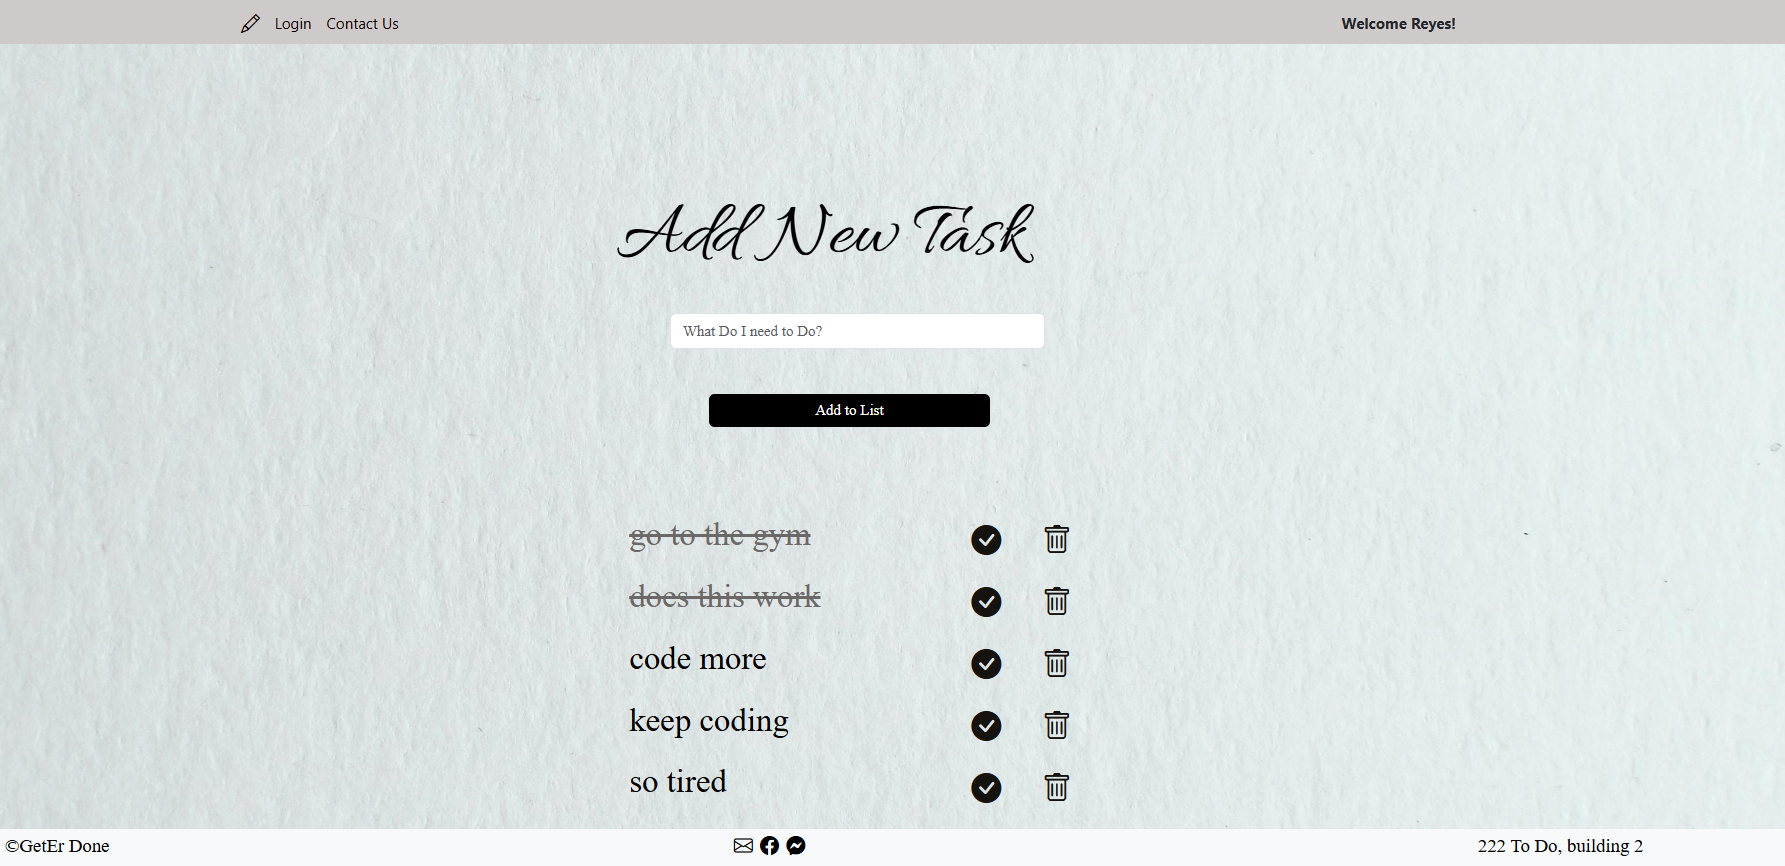 Login Contact Us Welcome Reyes!
Add New Task
What Do I need to Do?
Add to List
go to the gym
does this work
code more
keep coding
so tired
©GetEr Done 222 To Do, building 2